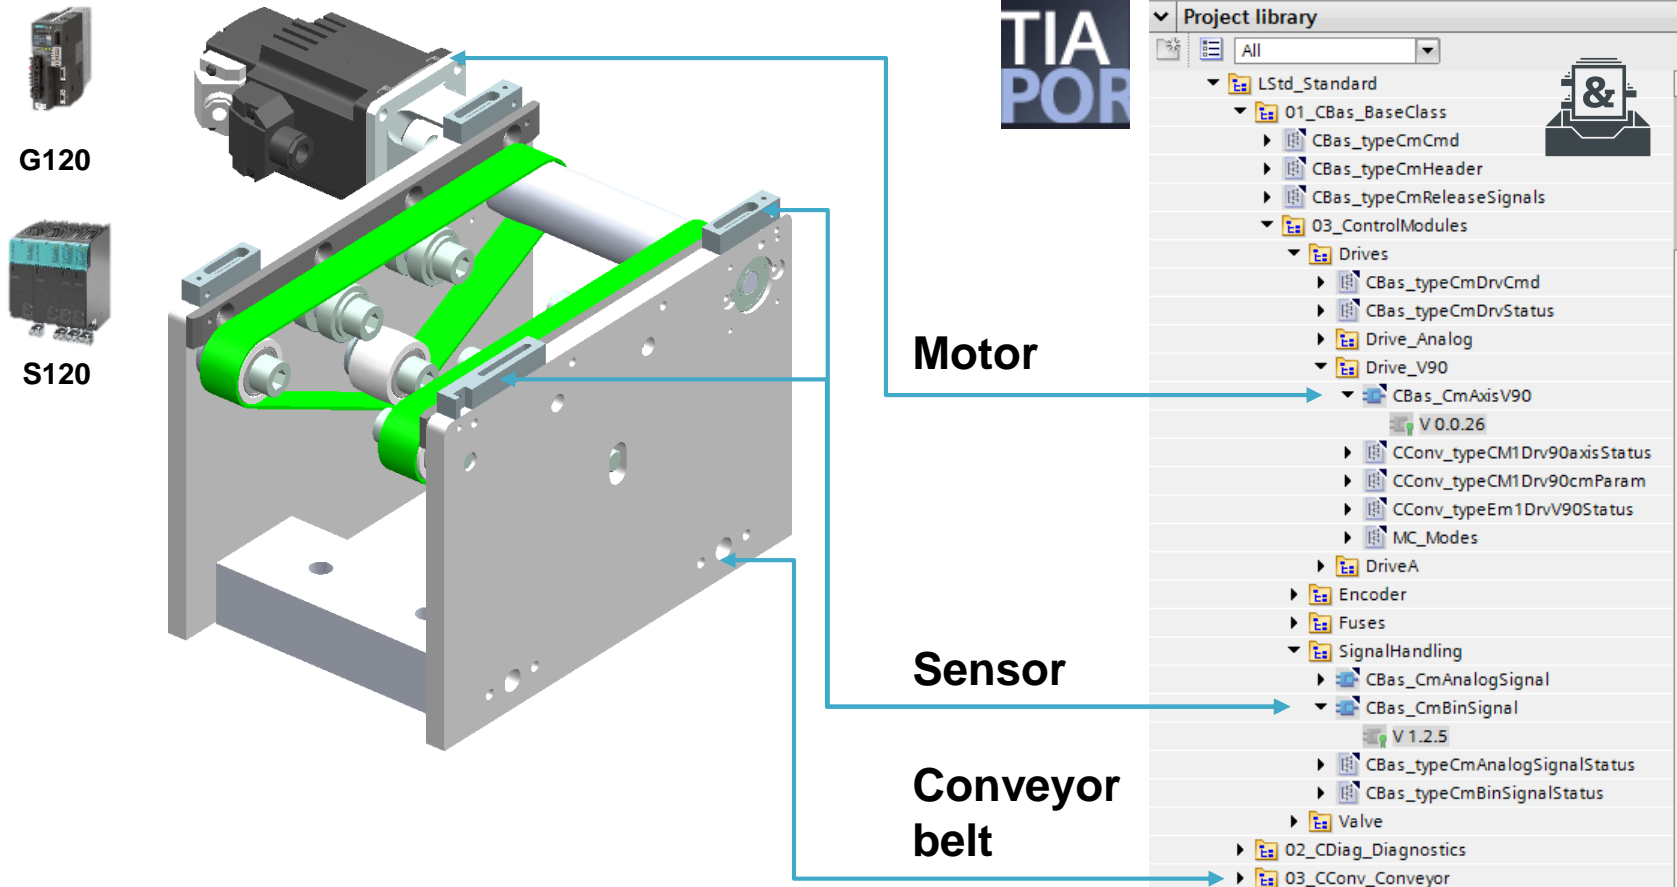 G120
S120
Motor
Sensor
Conveyor
belt
TIA
POR
Project library
All
LStd_Standard
01_CBas_BaseClass
CBas_typeCmCmd
CBas_typeCmHeader
CBas_typeCmReleaseSignals
03_ControlModules
Drives
CBas_typeCmDrvCmd
CBas_typeCmDrvStatus
Drive_Analog
Drive_V90
CBas_CmAxisV90
V 0.0.26
CConv_typeCM1Drv90axisStatus
CConv_typeCM1Drv90cmParam
CConv_typeEm1DrvV90Status
MC_Modes
DriveA
Encoder
Fuses
SignalHandling
CBas_CmAnalogSignal
CBas_CmBinSignal
V 1.2.5
CBas_typeCmAnalogSignalStatus
CBas_typeCmBinSignalStatus
Valve
02_CDiag_Diagnostics
03_CConv_Conveyor
&